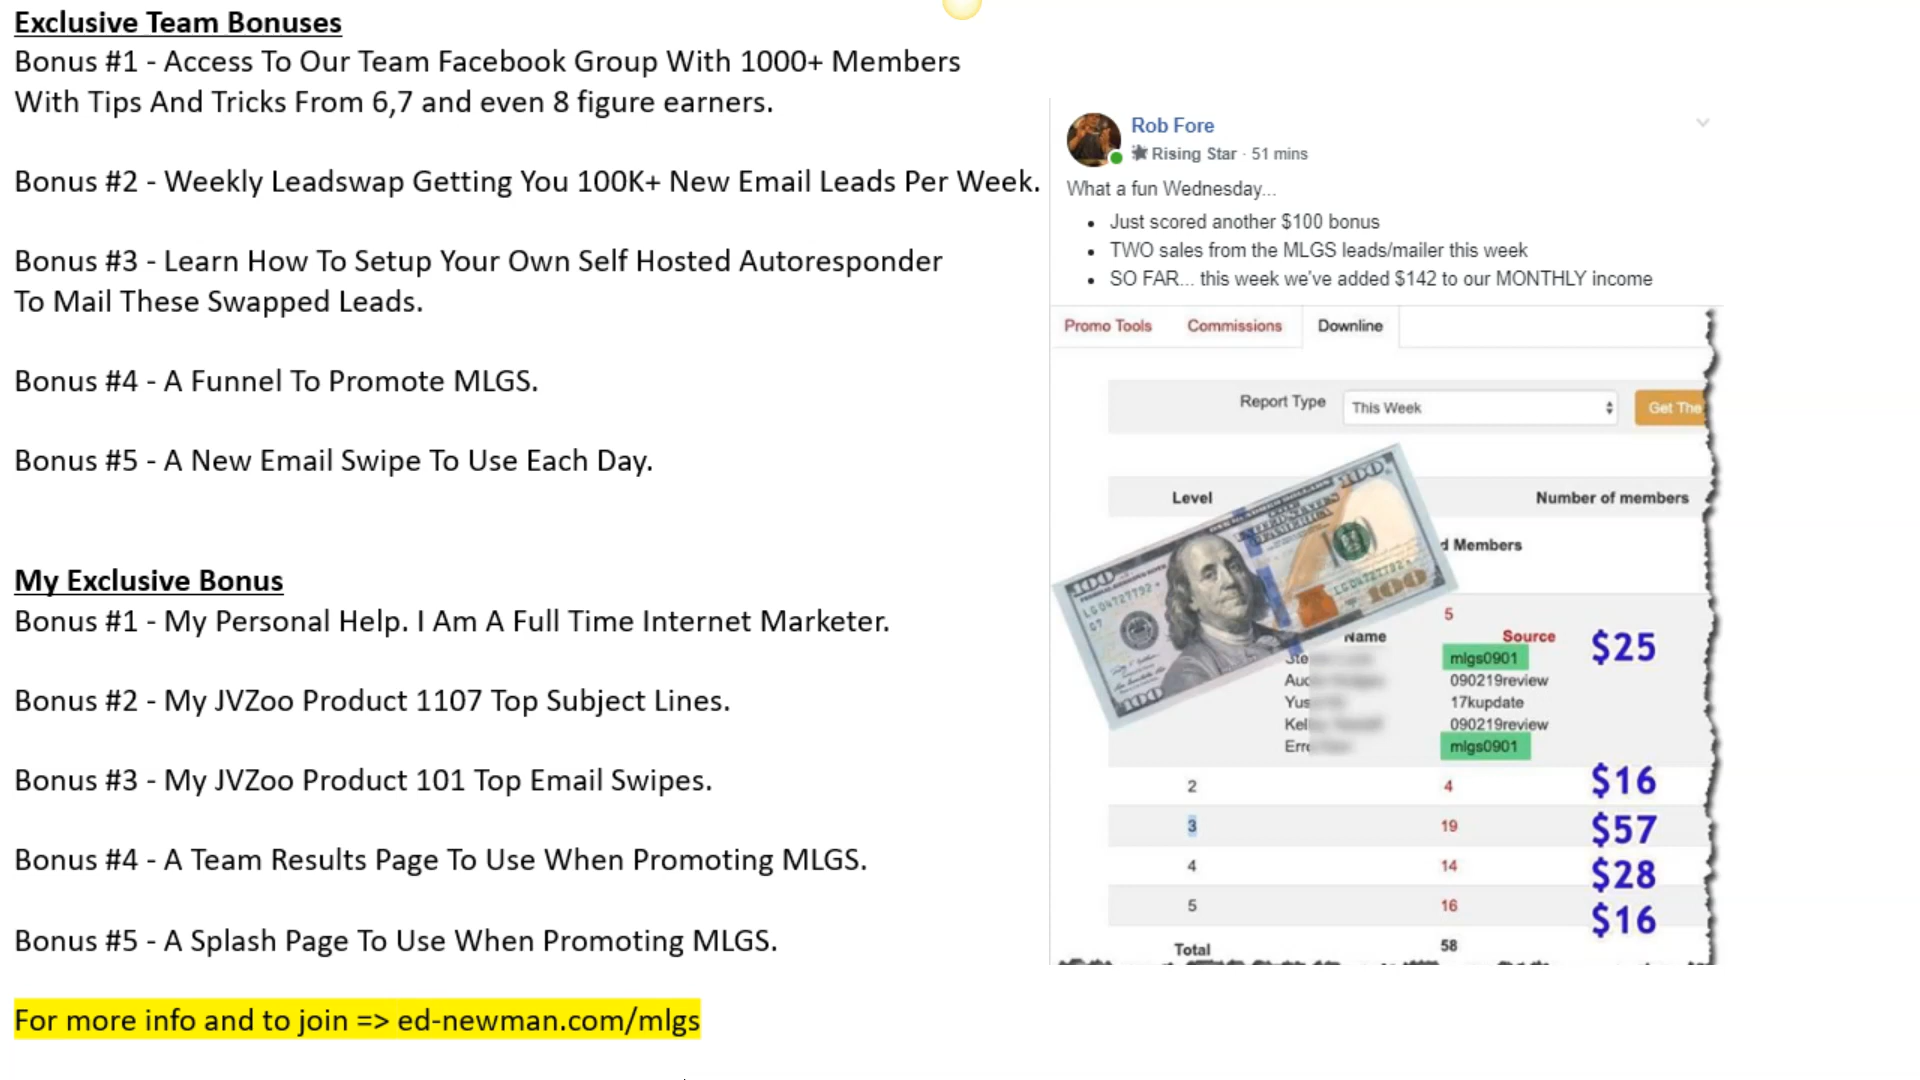 Exclusive Team Bonuses
Bonus #1 - Access To Our Team Facebook Group With 1000+ Members
With Tips And Tricks From 6,7 and even 8 figure earners.
Bonus #2 - Weekly Leadswap Getting You 100K+ New Email Leads Per Week.
Bonus #3 - Learn How To Setup Your Own Self Hosted Autoresponder
To Mail These Swapped Leads.
Bonus #4 - A Funnel To Promote MLGS.
Bonus #5 - A New Email Swipe To Use Each Day.
My Exclusive Bonus
Bonus #1 - My Personal Help. I Am A Full Time Internet Marketer.
Bonus #2 - My JVZoo Product 1107 Top Subject Lines.
Bonus #3 - My JVZoo Product 101 Top Email Swipes.
Bonus #4 - A Team Results Page To Use When Promoting MLGS.
Bonus #5 - A Splash Page To Use When Promoting MLGS.
For more info and to join => ed-newman.com/mlgs
Rob Fore
Rising Star · 51 mins
What a fun Wednesday...
• Just scored another $100 bonus
• TWO sales from the MLGS leads/mailer this week
• SO FAR... this week we've added $142 to our MONTHLY income
Promo Tools Commissions Downline
Report Type This Week Get The
Level Number of members
Members
5
Name Source $25
mlgs0901
090219review
17kupdate
090219review
mlgs0901
2 4 $16
3 19 $57
4 14 $28
5 16 $16
Total 58
100
100
100
100